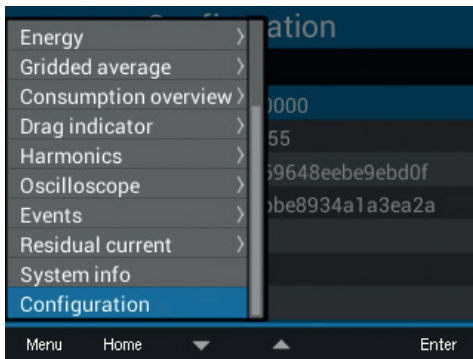 ation
Energy
Gridded average
Consumption overview
0000
Drag indicator
55
Harmonics
59648eebe9ebd0f
Oscilloscope
bbe8934a1a3ea2a
Events
Residual current
System info
Configuration
Menu Home Enter